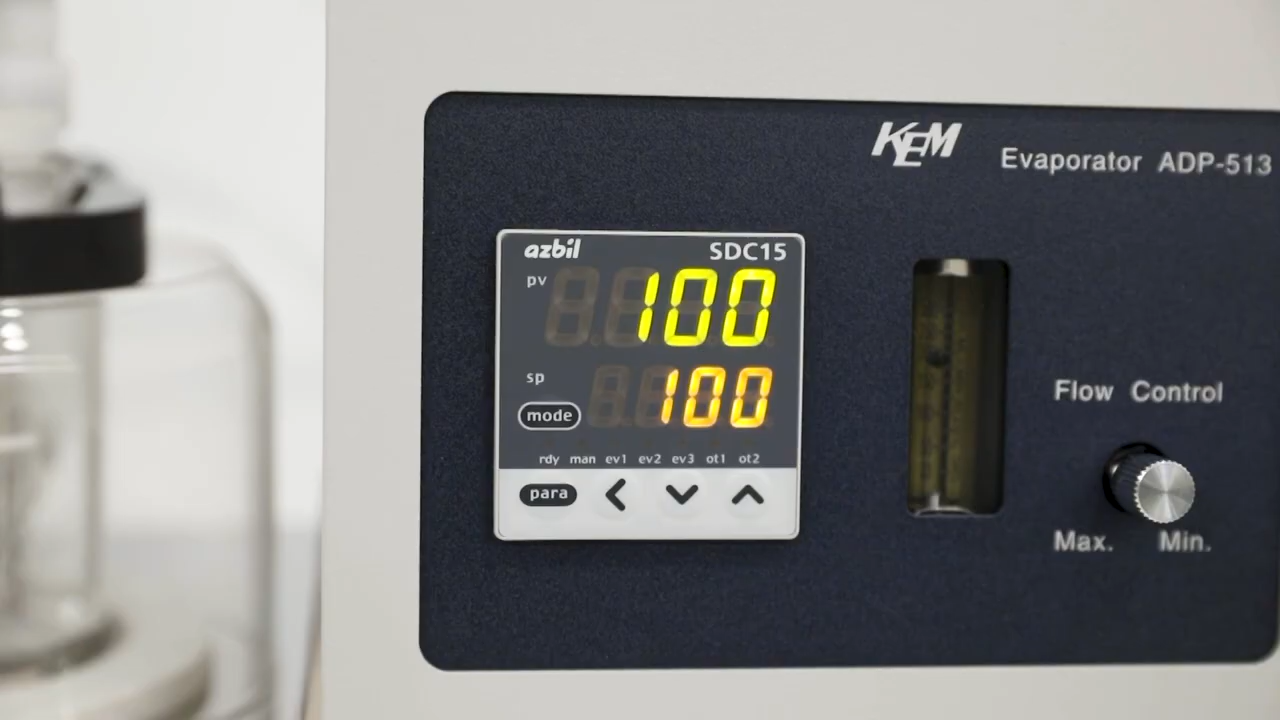 KEM
Evaporator ADP-513
azbil SDC15
pv 100
sp 100
mode
rdy man ev1 ev2 ev3 ot1 ot2
para
Flow Control
Max. Min.